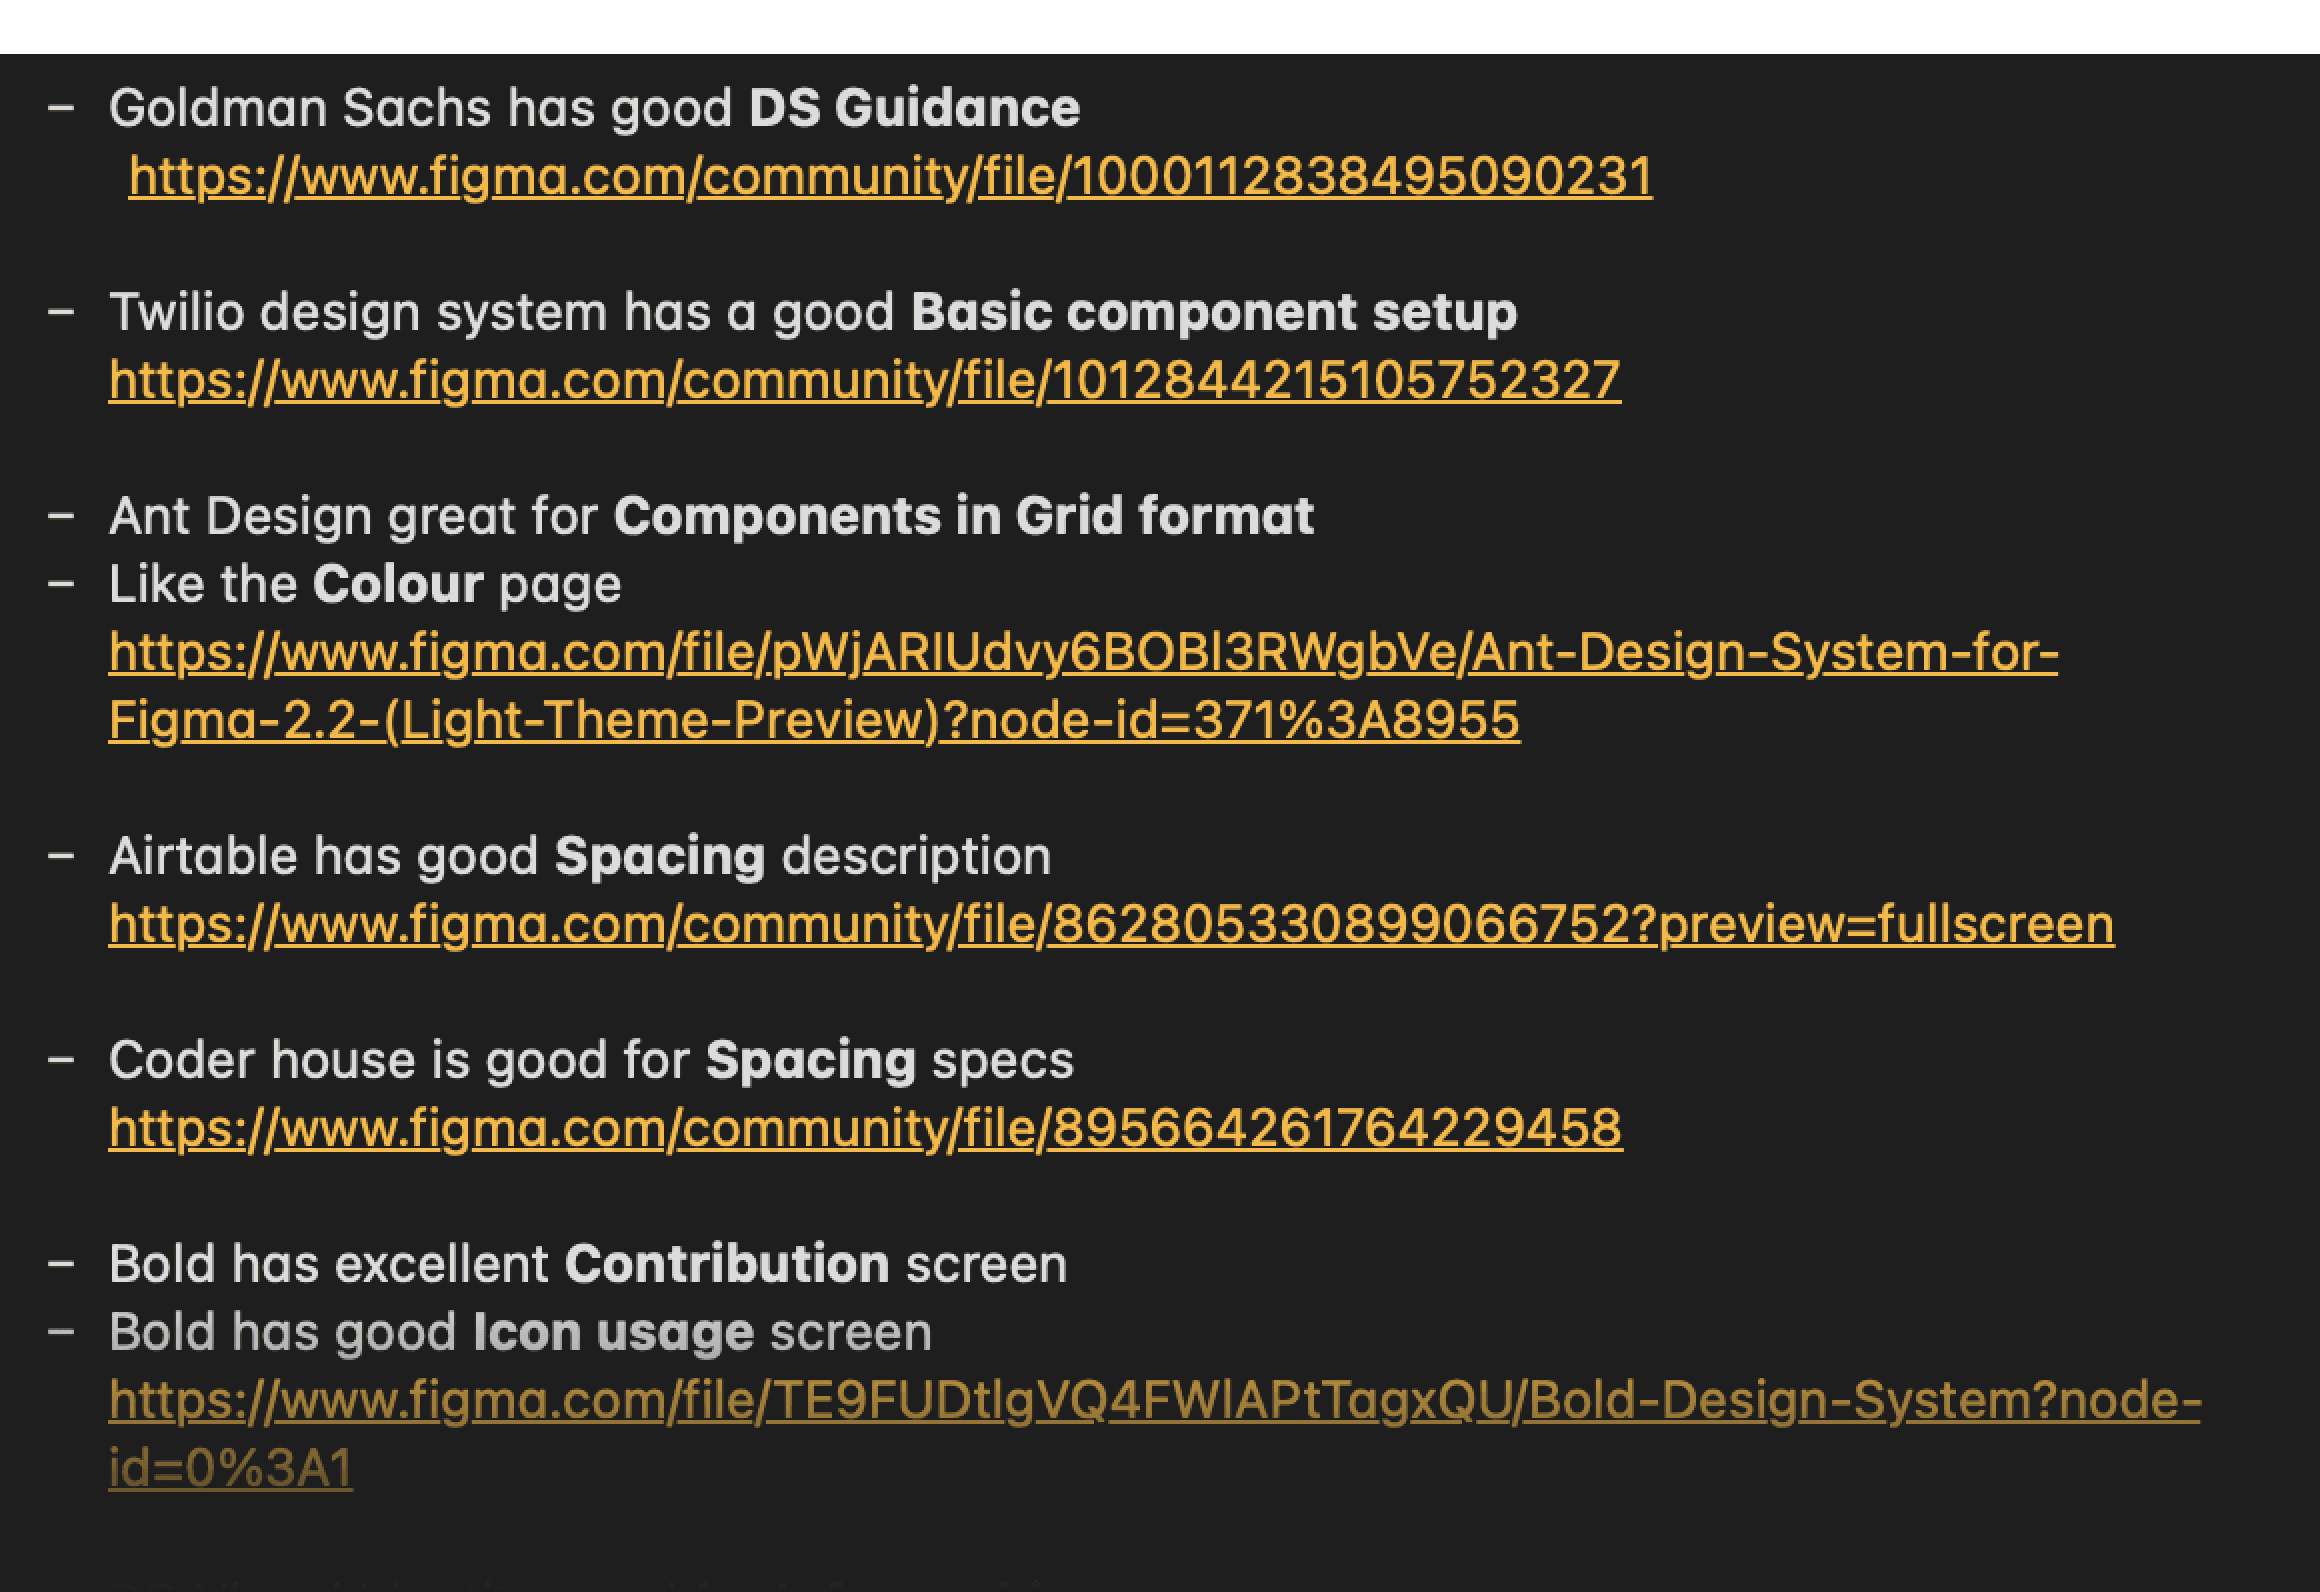 – Goldman Sachs has good DS Guidance
https://www.figma.com/community/file/1000112838495090231
– Twilio design system has a good Basic component setup
https://www.figma.com/community/file/1012844215105752327
– Ant Design great for Components in Grid format
– Like the Colour page
https://www.figma.com/file/pWjARIUdvy6BOBl3RWgbVe/Ant-Design-System-for-
Figma-2.2-(Light-Theme-Preview)?node-id=371%3A8955
– Airtable has good Spacing description
https://www.figma.com/community/file/862805330899066752?preview=fullscreen
– Coder house is good for Spacing specs
https://www.figma.com/community/file/895664261764229458
– Bold has excellent Contribution screen
– Bold has good Icon usage screen
https://www.figma.com/file/TE9FUDtlgVQ4FWlAPtTagxQU/Bold-Design-System?node-
id=0%3A1